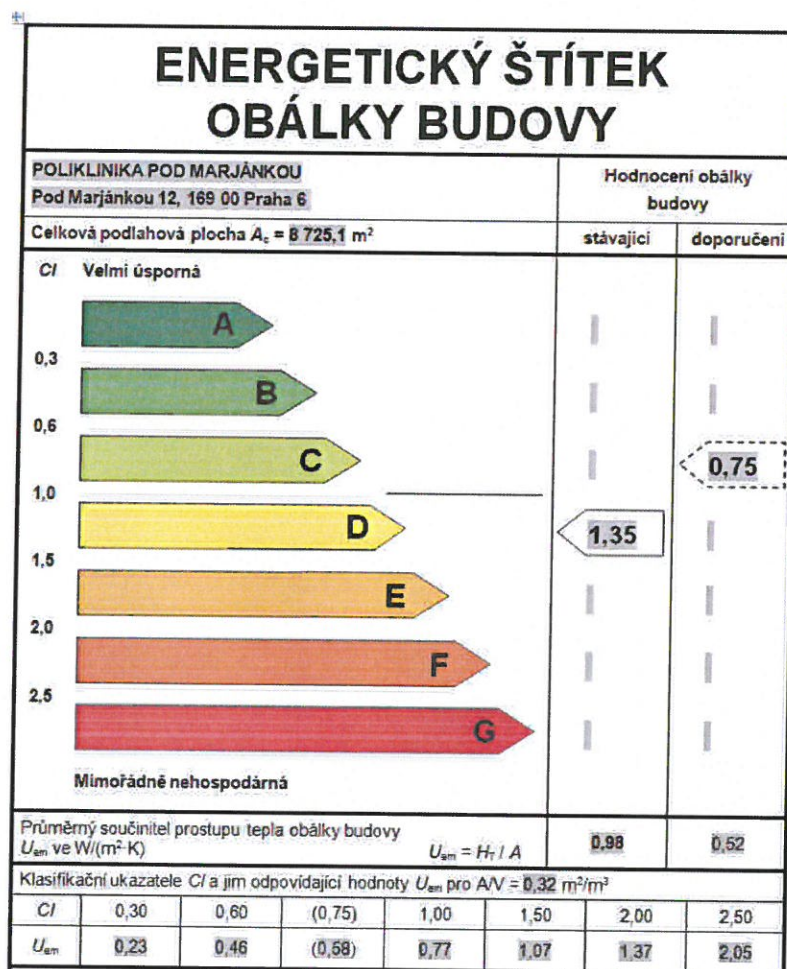 ENERGETICKÝ ŠTÍTEK
OBÁLKY BUDOVY
POLIKLINIKA POD MARJÁNKOU
Pod Marjánkou 12, 169 00 Praha 6
Hodnocení obálky
budovy
Celková podlahová plocha Ac = 8 725,1 m²
stávající
doporučení
CI Velmi úsporná
A
0,3
B
0,6
C
0,75
1,0
D
1,35
1,5
E
2,0
F
2,5
G
Mimořádně nehospodárná
Průměrný součinitel prostupu tepla obálky budovy
Uem ve W/(m²·K) Uem = HT / A 0,98 0,52
Klasifikační ukazatele CI a jim odpovídající hodnoty Uem pro A/V = 0,32 m²/m³
CI 0,30 0,60 (0,75) 1,00 1,50 2,00 2,50
Uem 0,23 0,46 (0,58) 0,77 1,07 1,37 2,05